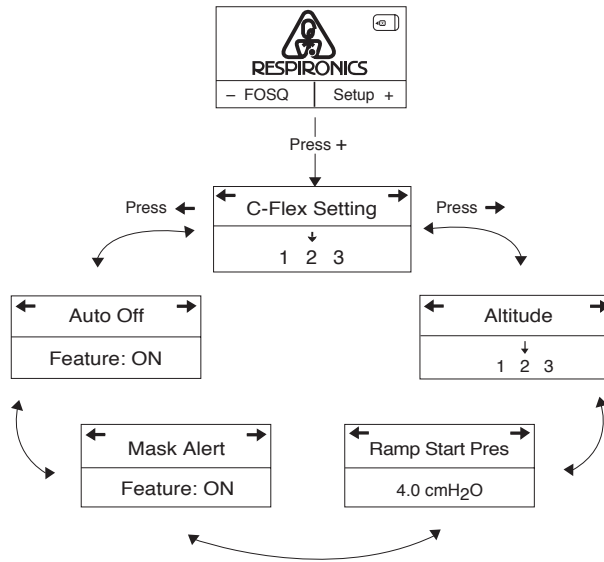 RESPIRONICS
– FOSQ Setup +
Press +
Press ← C-Flex Setting Press →
1 2 3
Auto Off
Feature: ON
Altitude
1 2 3
Mask Alert
Feature: ON
Ramp Start Pres
4.0 cmH₂O